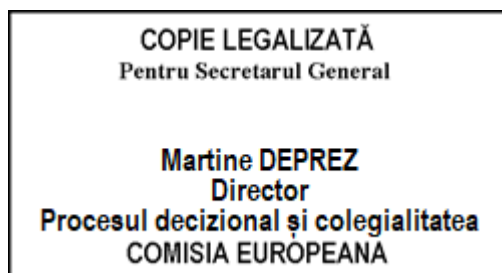 COPIE LEGALIZATĂ
Pentru Secretarul General
Martine DEPREZ
Director
Procesul decizional și colegialitatea
COMISIA EUROPEANA